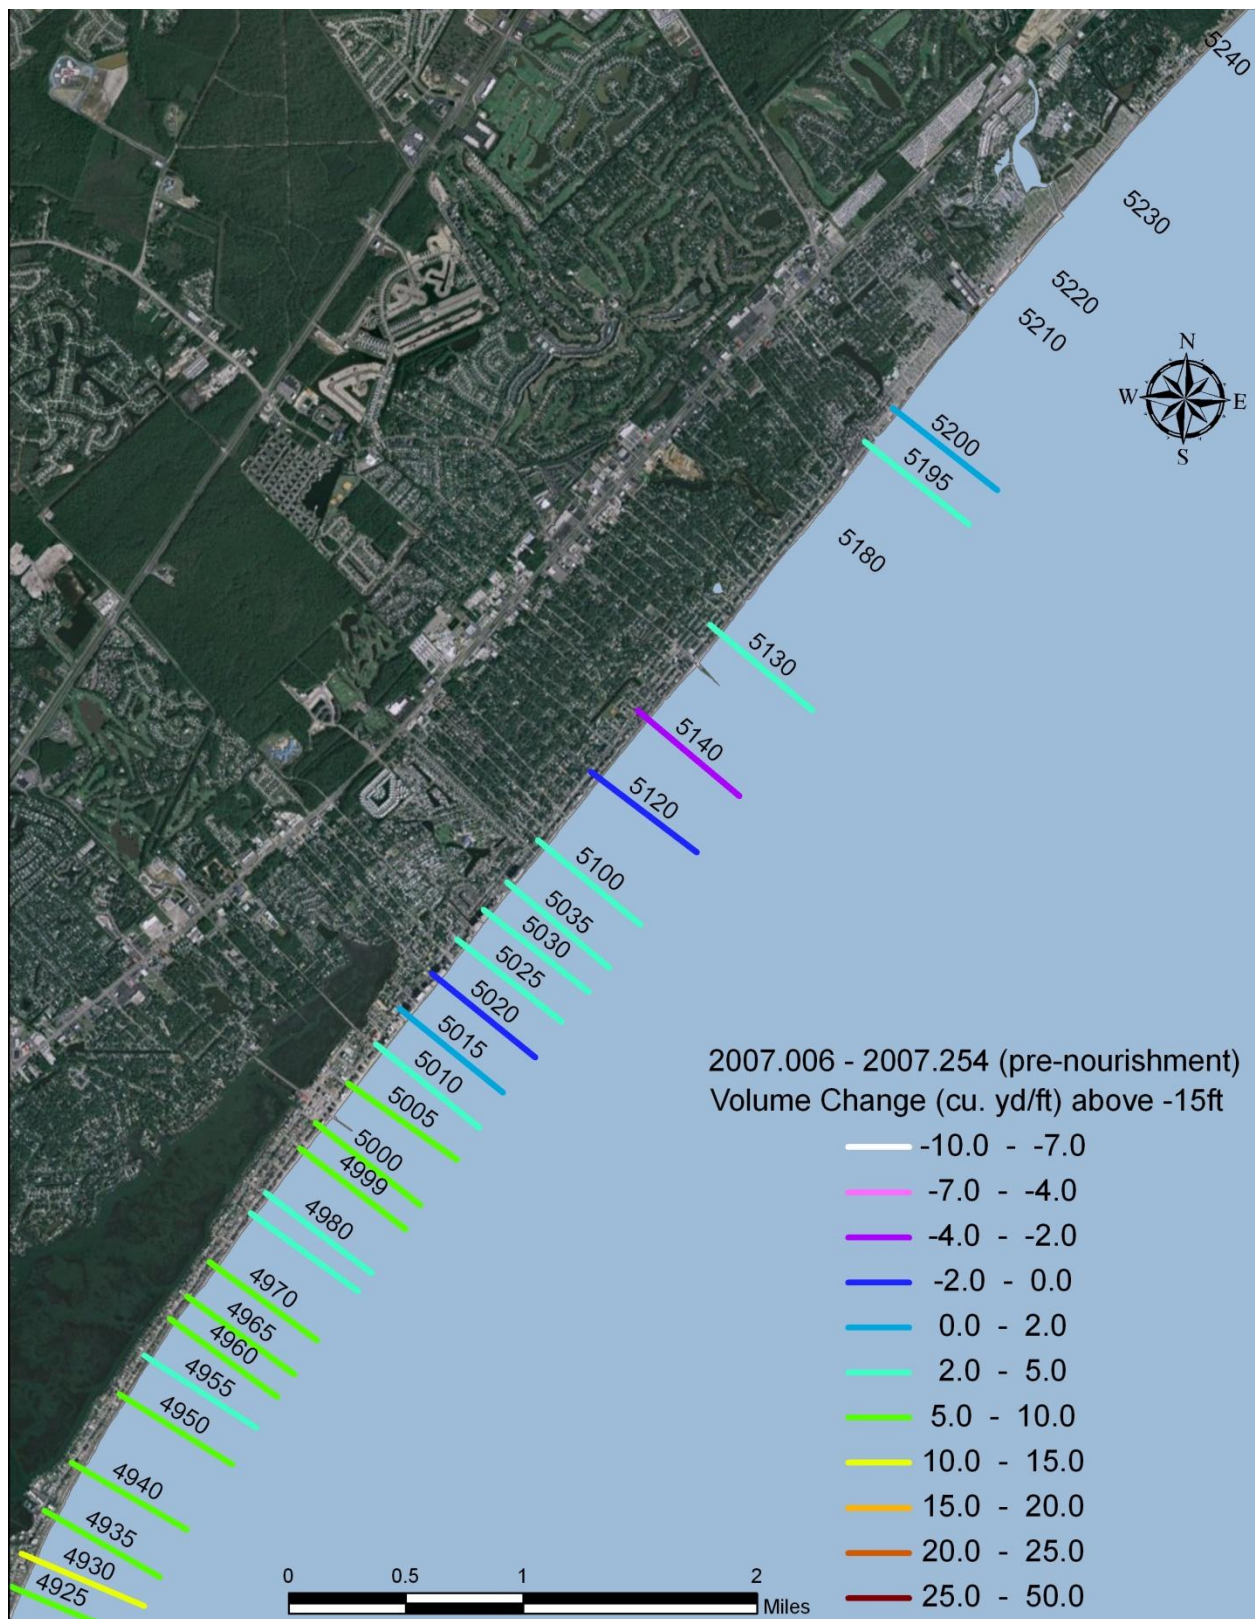 5240
5230
5220
5210
N
W E
S
5200
5195
5180
5130
5140
5120
5100
5035
5030
5025
5020
5015
5010
5005
5000
4999
4980
4970
4965
4960
4955
4950
4940
4935
4930
4925
2007.006 - 2007.254 (pre-nourishment)
Volume Change (cu. yd/ft) above -15ft
-10.0 - -7.0
-7.0 - -4.0
-4.0 - -2.0
-2.0 - 0.0
0.0 - 2.0
2.0 - 5.0
5.0 - 10.0
10.0 - 15.0
15.0 - 20.0
20.0 - 25.0
25.0 - 50.0
0 0.5 1 2
Miles